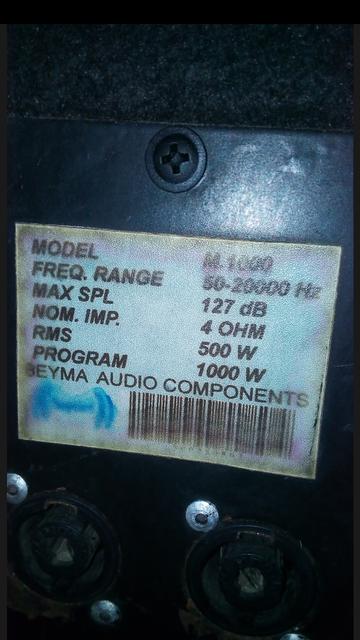 MODEL M 1000
FREQ. RANGE 50-20000 Hz
MAX SPL 127 dB
NOM. IMP. 4 OHM
RMS 500 W
PROGRAM 1000 W
BEYMA AUDIO COMPONENTS